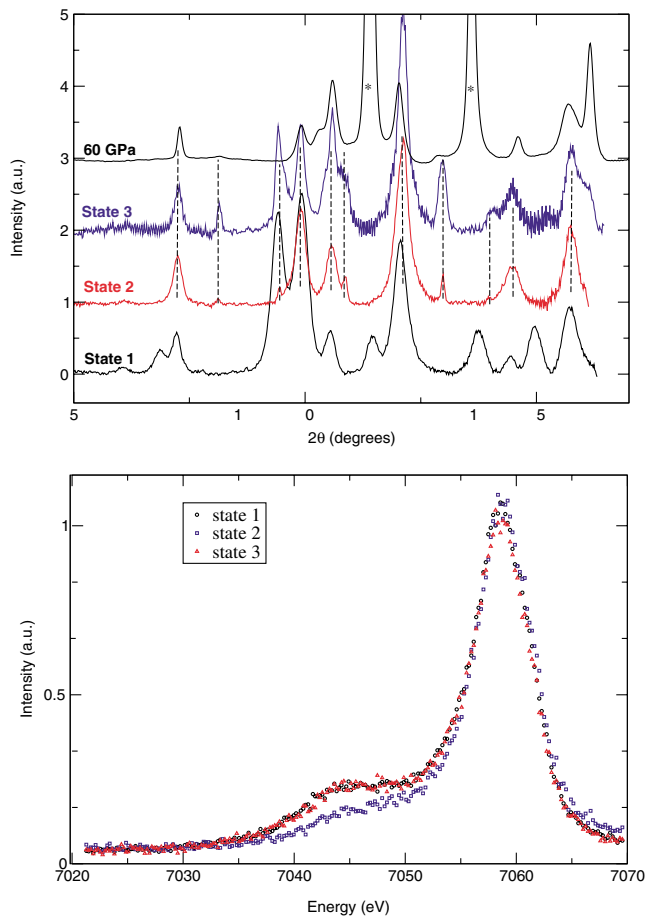 5
4
3
2
1
0
Intensity (a.u.)
*
*
60 GPa
State 3
State 2
State 1
5 1 0 1 5
2θ (degrees)
1
0.5
0
Intensity (a.u.)
state 1
state 2
state 3
7020 7030 7040 7050 7060 7070
Energy (eV)